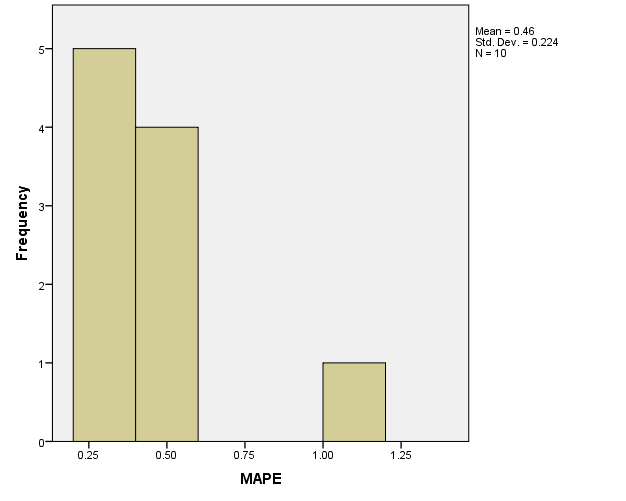 Mean = 0.46
Std. Dev. = 0.224
N = 10
Frequency
5
4
3
2
1
0
0.25 0.50 0.75 1.00 1.25
MAPE